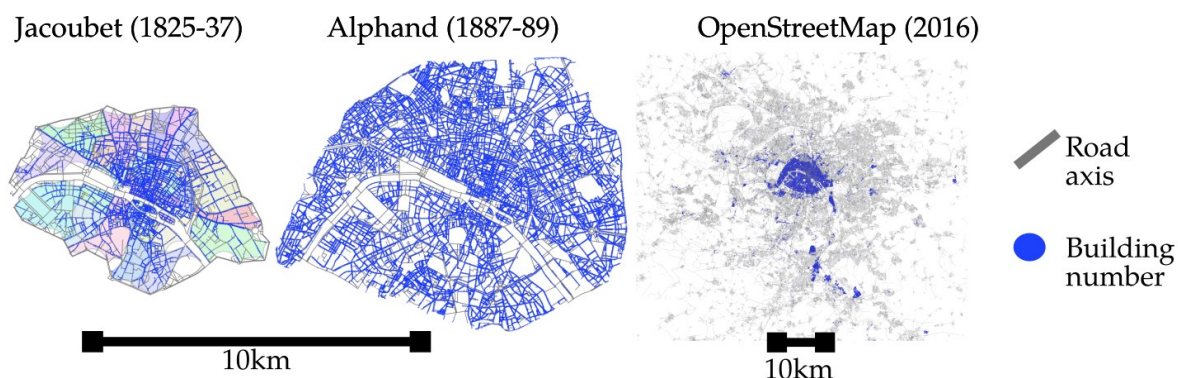 Jacoubet (1825-37)
Alphand (1887-89)
OpenStreetMap (2016)
Road
axis
Building
number
10km
10km